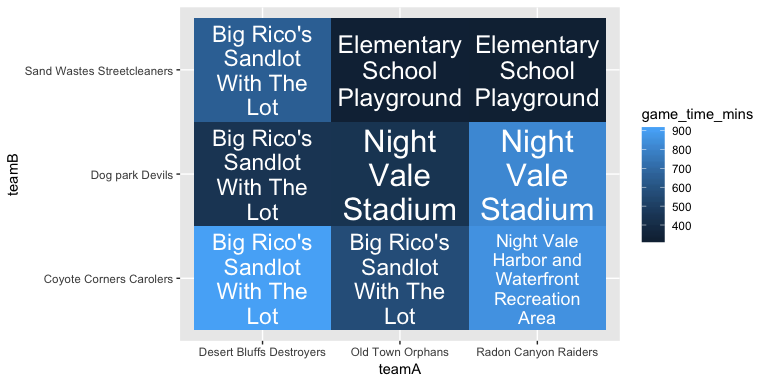 Big Rico's
Sandlot
With The
Lot
Elementary
School
Playground
Elementary
School
Playground
Sand Wastes Streetcleaners
Big Rico's
Sandlot
With The
Lot
Night
Vale
Stadium
Night
Vale
Stadium
Dog park Devils
Big Rico's
Sandlot
With The
Lot
Big Rico's
Sandlot
With The
Lot
Night Vale
Harbor and
Waterfront
Recreation
Area
Coyote Corners Carolers
teamB
Desert Bluffs Destroyers
Old Town Orphans
Radon Canyon Raiders
teamA
game_time_mins
900
800
700
600
500
400